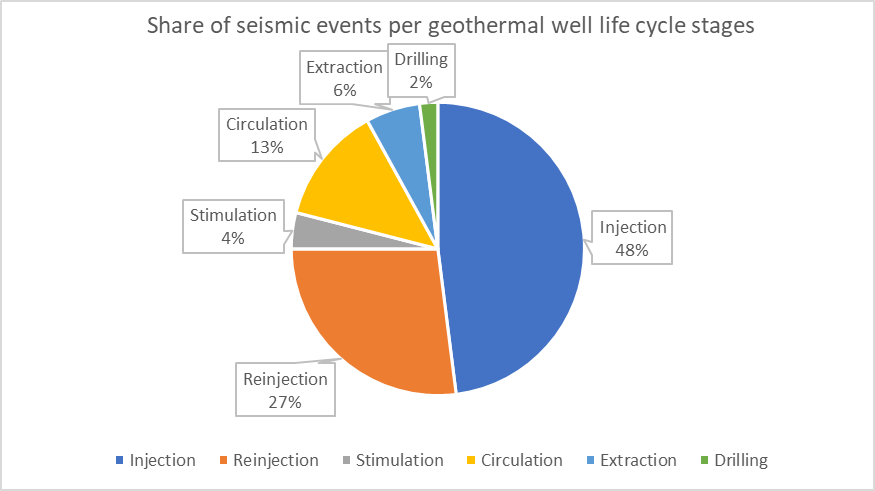 Share of seismic events per geothermal well life cycle stages
Drilling
2%
Extraction
6%
Circulation
13%
Stimulation
4%
Injection
48%
Reinjection
27%
Injection Reinjection Stimulation Circulation Extraction Drilling